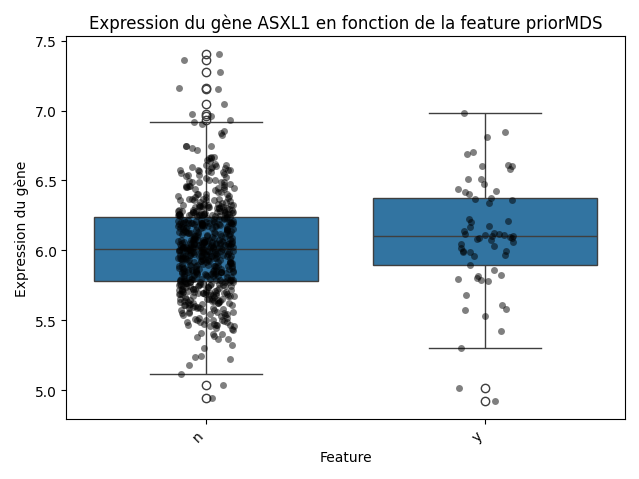 Expression du gène ASXL1 en fonction de la feature priorMDS
7.5
7.0
6.5
6.0
5.5
5.0
Expression du gène
n
y
Feature